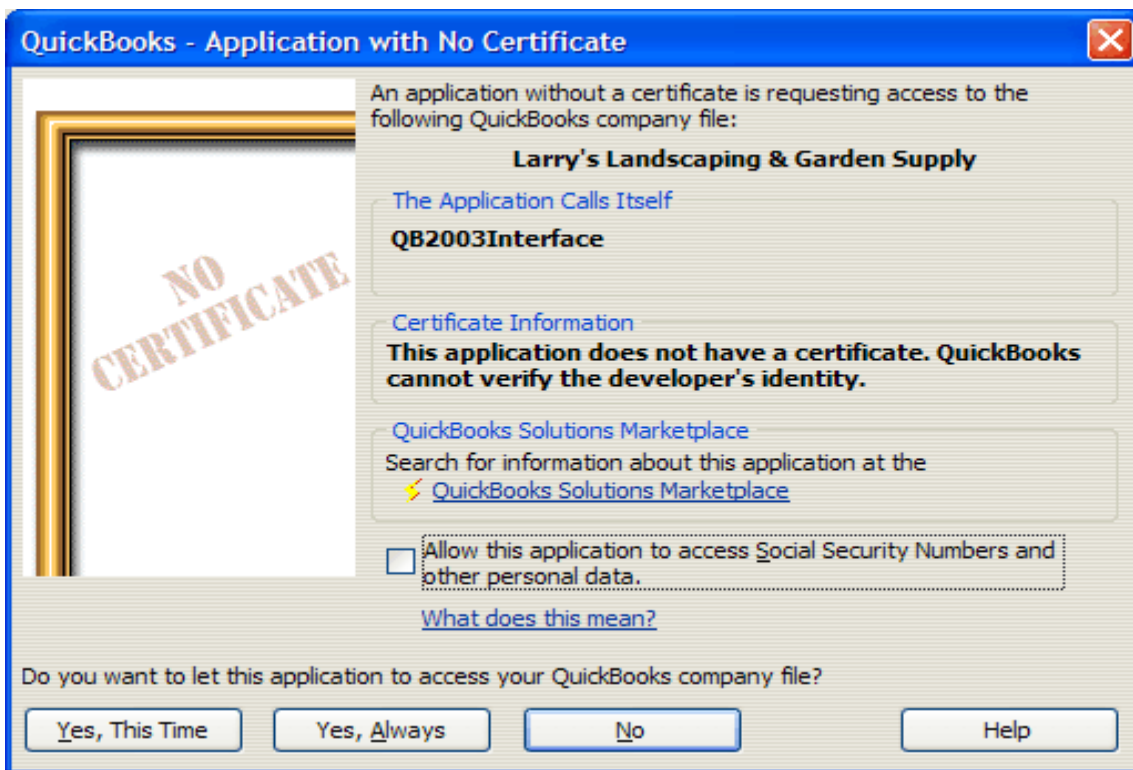 QuickBooks - Application with No Certificate
An application without a certificate is requesting access to the
following QuickBooks company file:
Larry's Landscaping & Garden Supply
The Application Calls Itself
QB2003Interface
NO
CERTIFICATE
Certificate Information
This application does not have a certificate. QuickBooks
cannot verify the developer's identity.
QuickBooks Solutions Marketplace
Search for information about this application at the
QuickBooks Solutions Marketplace
Allow this application to access Social Security Numbers and
other personal data.
What does this mean?
Do you want to let this application to access your QuickBooks company file?
Yes, This Time
Yes, Always
No
Help